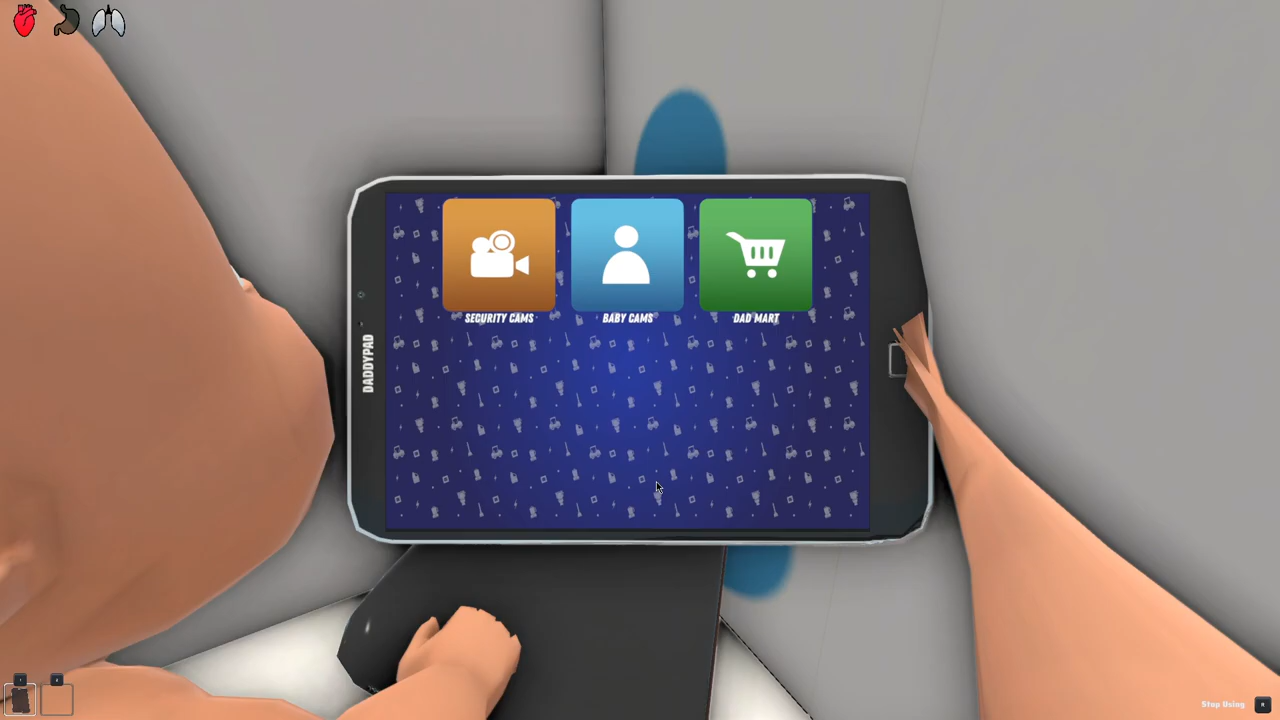 SECURITY CAMS
BABY CAMS
DAD MART
DADDYPAD
Stop Using